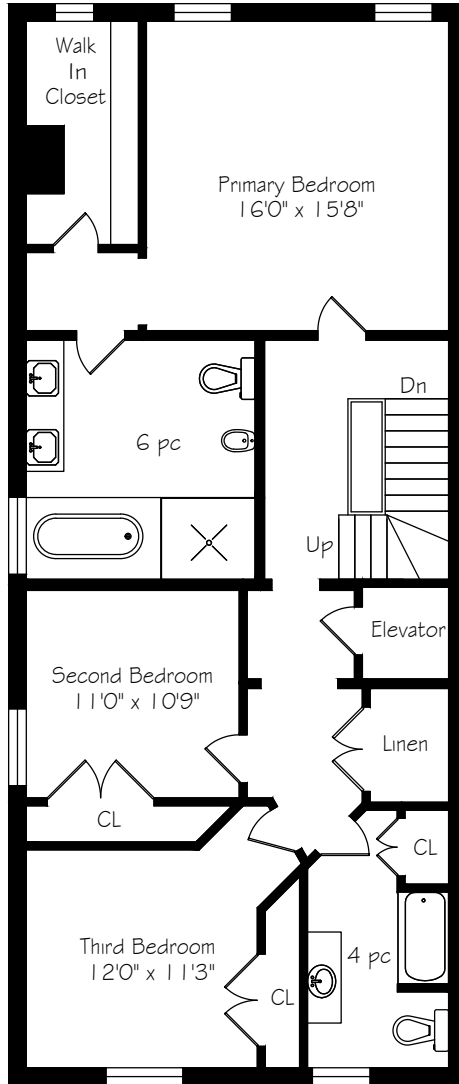 Walk
In
Closet
Primary Bedroom
16'0" x 15'8"
Dn
6 pc
Up
Elevator
Second Bedroom
11'0" x 10'9"
Linen
CL
CL
Third Bedroom
12'0" x 11'3"
4 pc
CL